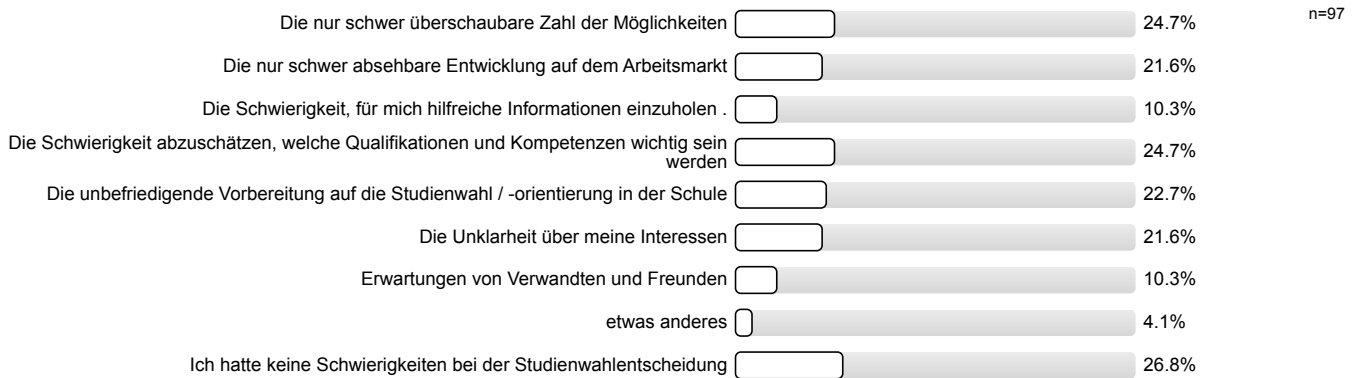 Die nur schwer überschaubare Zahl der Möglichkeiten 24.7% n=97
Die nur schwer absehbare Entwicklung auf dem Arbeitsmarkt 21.6%
Die Schwierigkeit, für mich hilfreiche Informationen einzuholen . 10.3%
Die Schwierigkeit abzuschätzen, welche Qualifikationen und Kompetenzen wichtig sein
werden 24.7%
Die unbefriedigende Vorbereitung auf die Studienwahl / -orientierung in der Schule 22.7%
Die Unklarheit über meine Interessen 21.6%
Erwartungen von Verwandten und Freunden 10.3%
etwas anderes 4.1%
Ich hatte keine Schwierigkeiten bei der Studienwahlentscheidung 26.8%